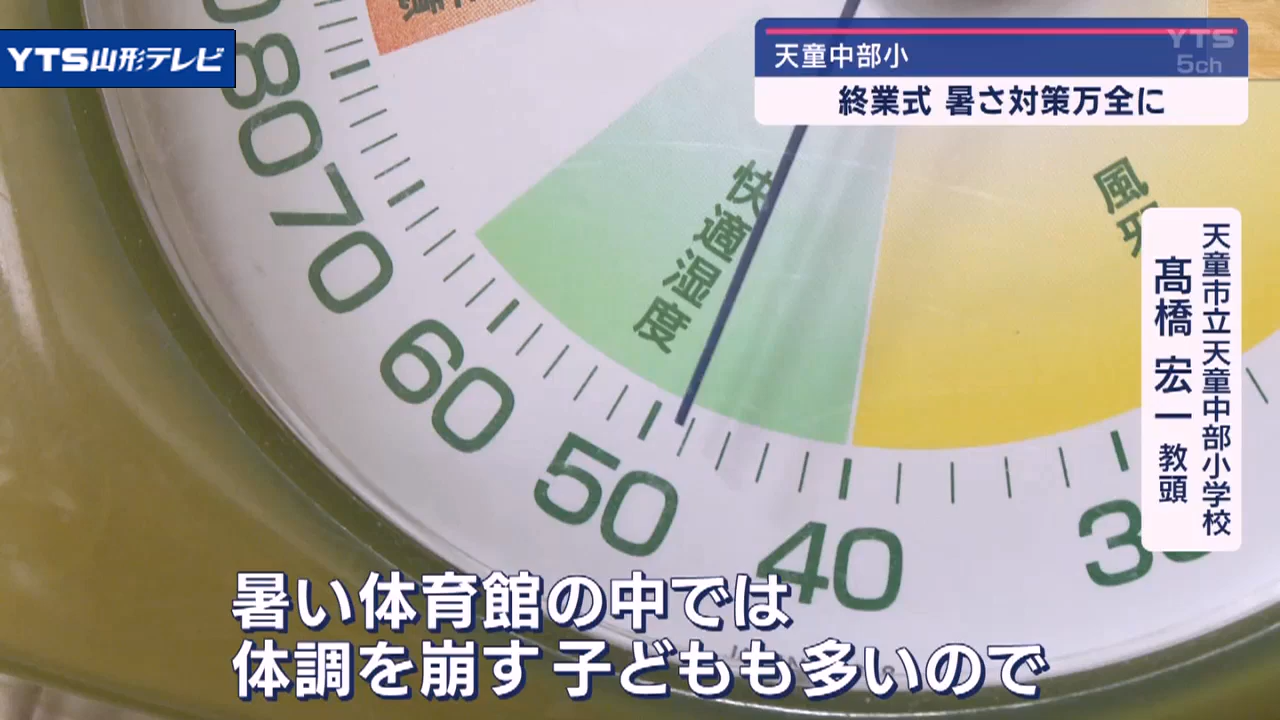 YTS山形テレビ
YTS
5ch
天童中部小
終業式 暑さ対策万全に
天童市立天童中部小学校
髙橋 宏一 教頭
快適湿度
風邪
80
70
60
50
40
30
暑い体育館の中では
体調を崩す子どもも多いので